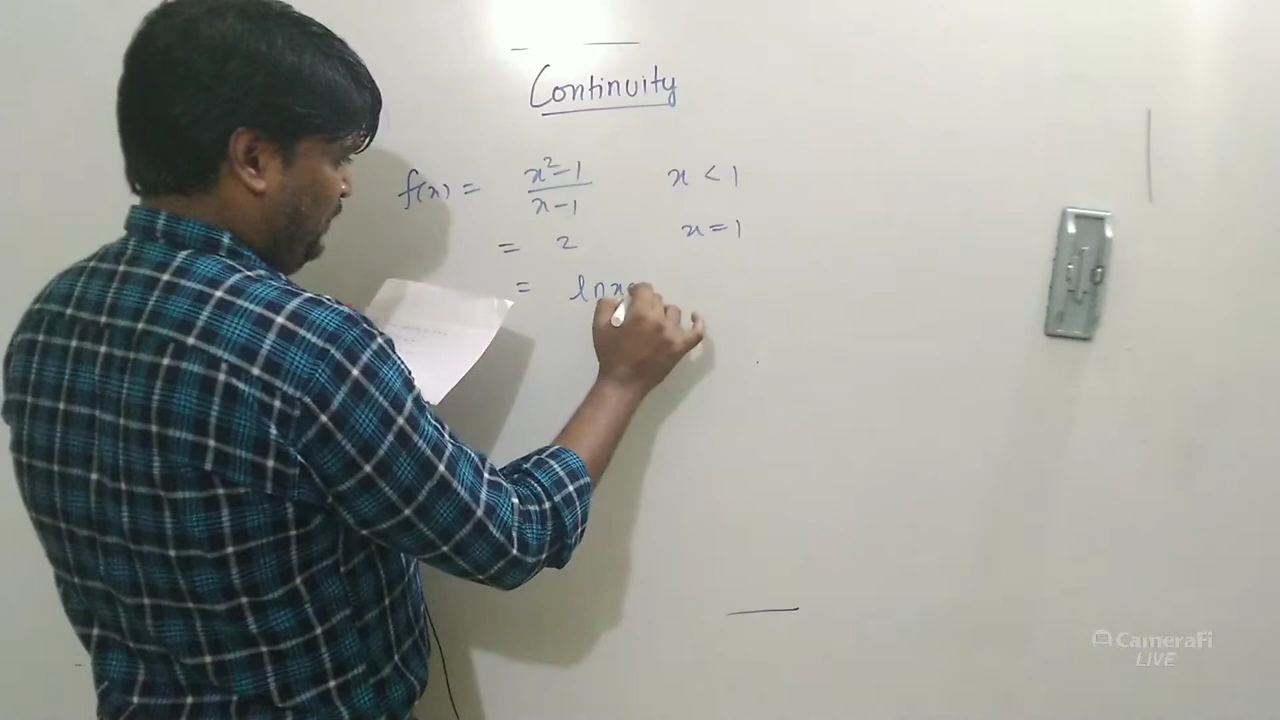 Continuity
f(x) = x²-1 / x-1 x < 1
= 2 x = 1
= ln x
CameraFi
LiVE